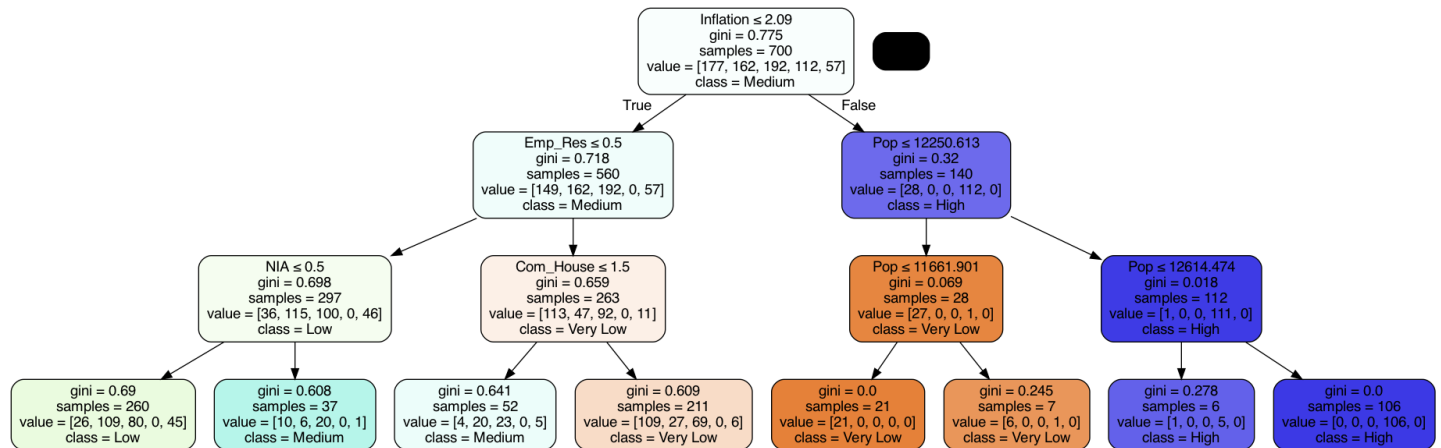 Inflation ≤ 2.09
gini = 0.775
samples = 700
value = [177, 162, 192, 112, 57]
class = Medium
True
False
Emp_Res ≤ 0.5
gini = 0.718
samples = 560
value = [149, 162, 192, 0, 57]
class = Medium
Pop ≤ 12250.613
gini = 0.32
samples = 140
value = [28, 0, 0, 112, 0]
class = High
NIA ≤ 0.5
gini = 0.698
samples = 297
value = [36, 115, 100, 0, 46]
class = Low
Com_House ≤ 1.5
gini = 0.659
samples = 263
value = [113, 47, 92, 0, 11]
class = Very Low
Pop ≤ 11661.901
gini = 0.069
samples = 28
value = [27, 0, 0, 1, 0]
class = Very Low
Pop ≤ 12614.474
gini = 0.018
samples = 112
value = [1, 0, 0, 111, 0]
class = High
gini = 0.69
samples = 260
value = [26, 109, 80, 0, 45]
class = Low
gini = 0.608
samples = 37
value = [10, 6, 20, 0, 1]
class = Medium
gini = 0.641
samples = 52
value = [4, 20, 23, 0, 5]
class = Medium
gini = 0.609
samples = 211
value = [109, 27, 69, 0, 6]
class = Very Low
gini = 0.0
samples = 21
value = [21, 0, 0, 0, 0]
class = Very Low
gini = 0.245
samples = 7
value = [6, 0, 0, 1, 0]
class = Very Low
gini = 0.278
samples = 6
value = [1, 0, 0, 5, 0]
class = High
gini = 0.0
samples = 106
value = [0, 0, 0, 106, 0]
class = High